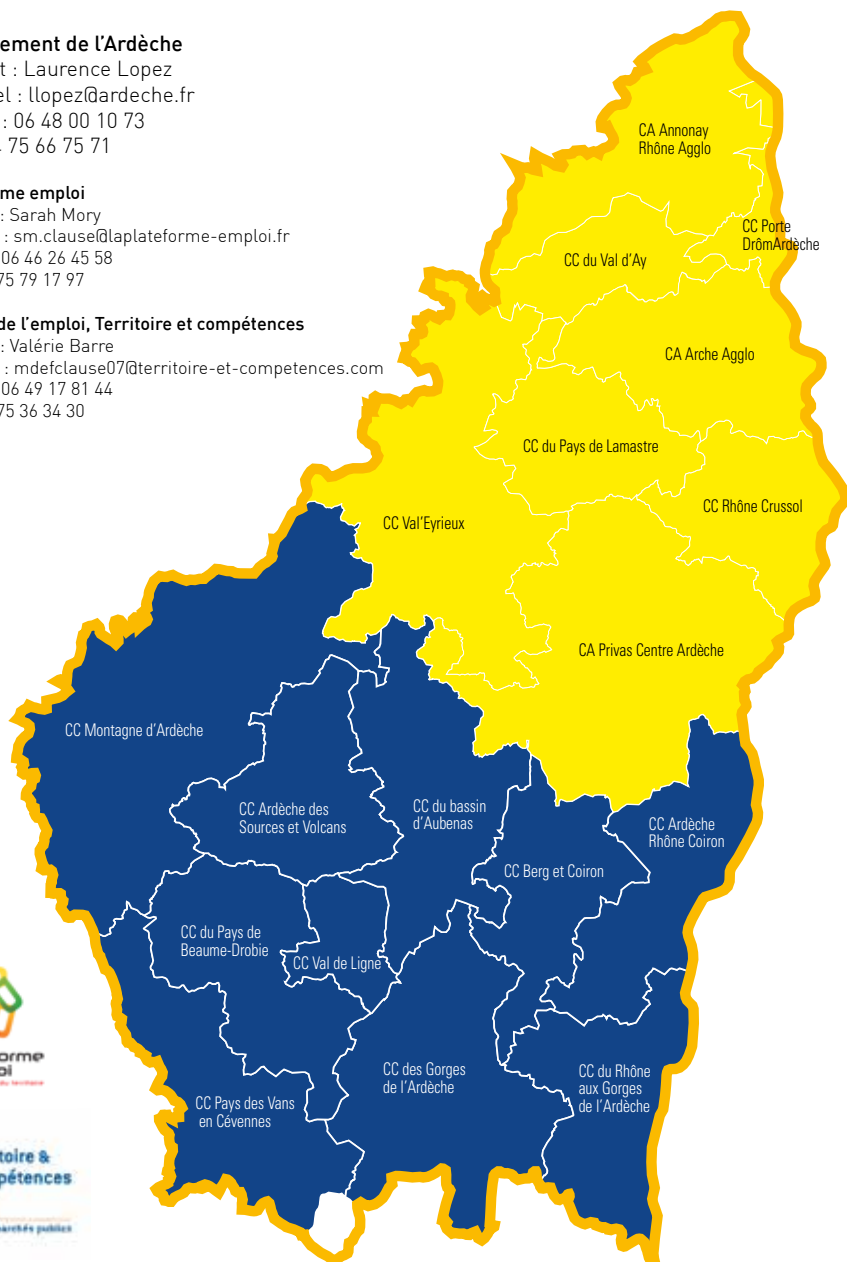 ement de l'Ardèche
t : Laurence Lopez
el : llopez@ardeche.fr
: 06 48 00 10 73
75 66 75 71
me emploi
: Sarah Mory
: sm.clause@laplateforme-emploi.fr
06 46 26 45 58
75 79 17 97
de l'emploi, Territoire et compétences
: Valérie Barre
: mdefclause07@territoire-et-competences.com
06 49 17 81 44
75 36 34 30
CA Annonay
Rhône Agglo
CC Porte
DrômArdèche
CC du Val d'Ay
CA Arche Agglo
CC du Pays de Lamastre
CC Rhône Crussol
CC Val'Eyrieux
CA Privas Centre Ardèche
CC Montagne d'Ardèche
CC Ardèche des
Sources et Volcans
CC du bassin
d'Aubenas
CC Ardèche
Rhône Coiron
CC Berg et Coiron
CC du Pays de
Beaume-Drobie
CC Val de Ligne
CC des Gorges
de l'Ardèche
CC du Rhône
aux Gorges
de l'Ardèche
CC Pays des Vans
en Cévennes
orme
oi
du territoire
toire &
pétences
marchés publics